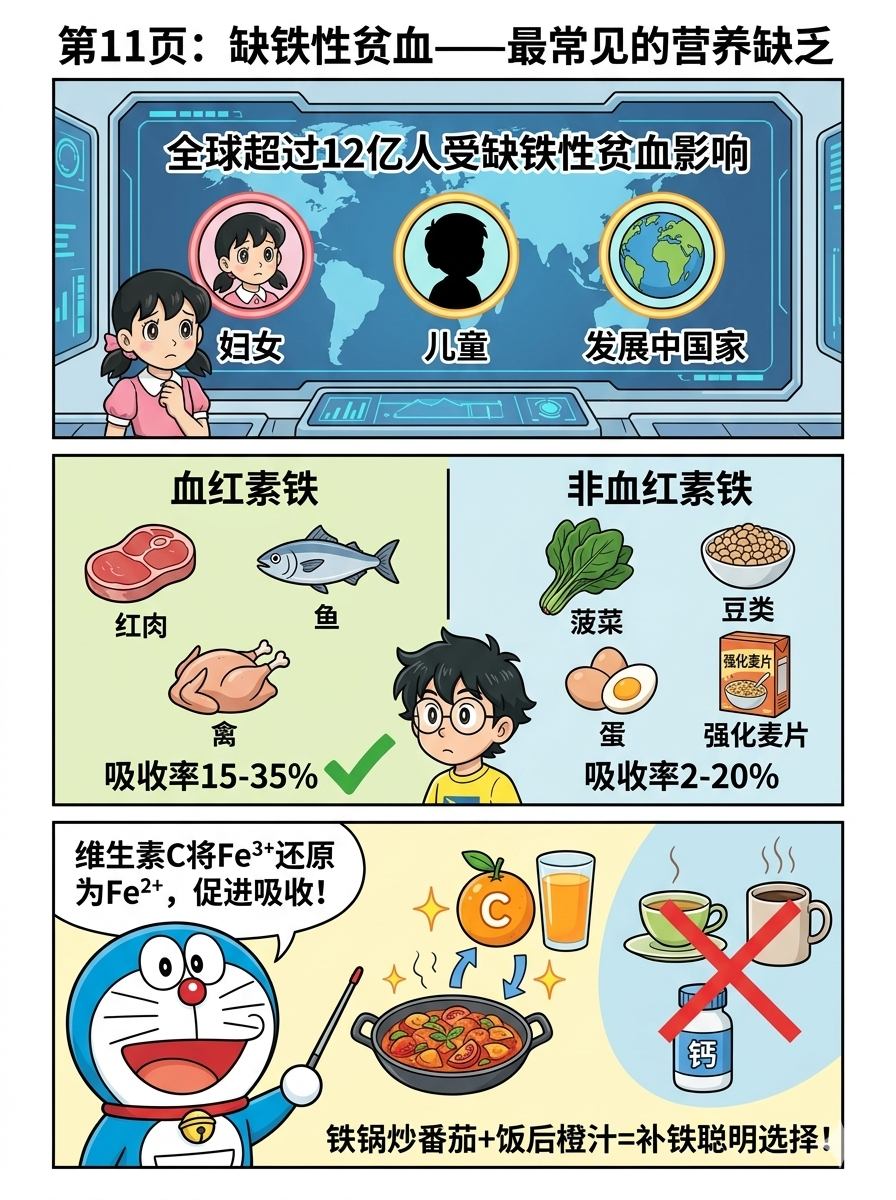 第11页：缺铁性贫血——最常见的营养缺乏
全球超过12亿人受缺铁性贫血影响
妇女
儿童
发展中国家
血红素铁
红肉
鱼
禽
吸收率15-35%
非血红素铁
菠菜
豆类
蛋
强化麦片
强化麦片
吸收率2-20%
维生素C将Fe³⁺还原
为Fe²⁺，促进吸收！
C
钙
铁锅炒番茄+饭后橙汁=补铁聪明选择！